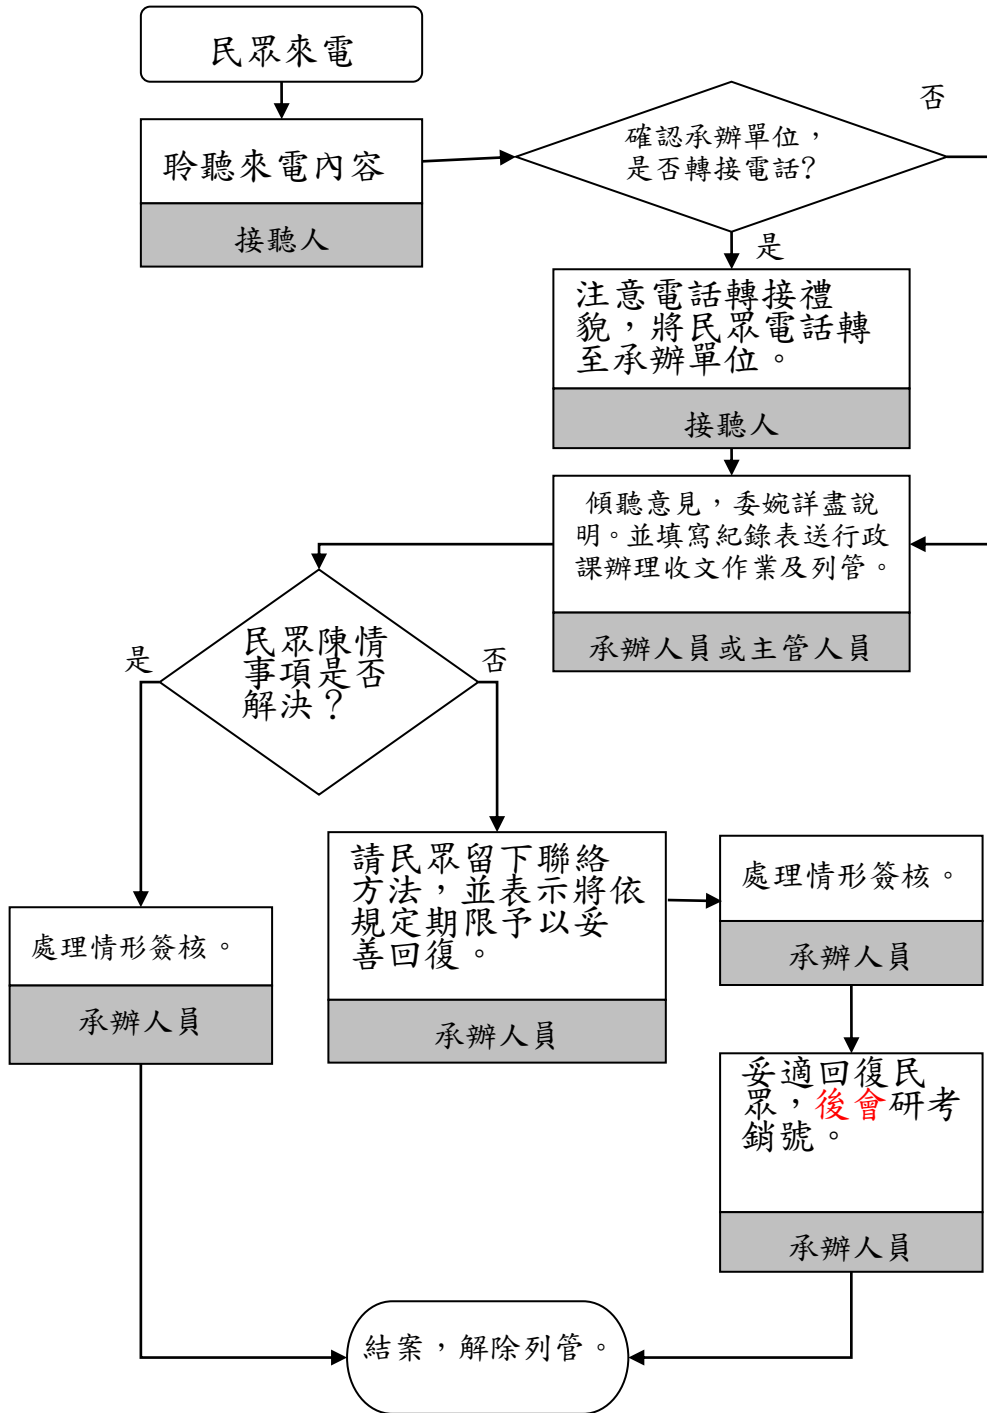 民眾來電
聆聽來電內容
接聽人
確認承辦單位，
是否轉接電話?
否
是
注意電話轉接禮
貌，將民眾電話轉
至承辦單位。
接聽人
傾聽意見，委婉詳盡說
明。並填寫紀錄表送行政
課辦理收文作業及列管。
承辦人員或主管人員
民眾陳情
事項是否
解決？
是
否
處理情形簽核。
承辦人員
請民眾留下聯絡
方法，並表示將依
規定期限予以妥
善回復。
承辦人員
處理情形簽核。
承辦人員
妥適回復民
眾，後會研考
銷號。
承辦人員
結案，解除列管。